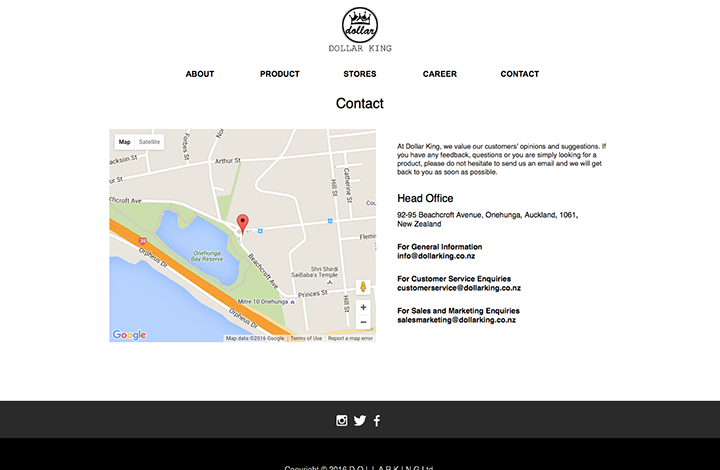 dollar
DOLLAR KING
ABOUT PRODUCT STORES CAREER CONTACT
Contact
Map Satellite
Forbes St
Arthur St
Hill St
Catherine St
Beachcroft Ave
Onehunga
Bay Reserve
20
Orpheus Dr
Beachcroft Ave
Shri Shirdi
SaiBaba's Temple
Princes St
Mitre 10 Onehunga
Hill St
Orpheus Dr
Google
Map data ©2016 Google Terms of Use Report a map error
At Dollar King, we value our customers' opinions and suggestions. If
you have any feedback, questions or you are simply looking for a
product, please do not hesitate to send us an email and we will get
back to you as soon as possible.
Head Office
92-95 Beachcroft Avenue, Onehunga, Auckland, 1061,
New Zealand
For General Information
info@dollarking.co.nz
For Customer Service Enquiries
customerservice@dollarking.co.nz
For Sales and Marketing Enquiries
salesmarketing@dollarking.co.nz
Copyright © 2016 D O L L A R K I N G Ltd